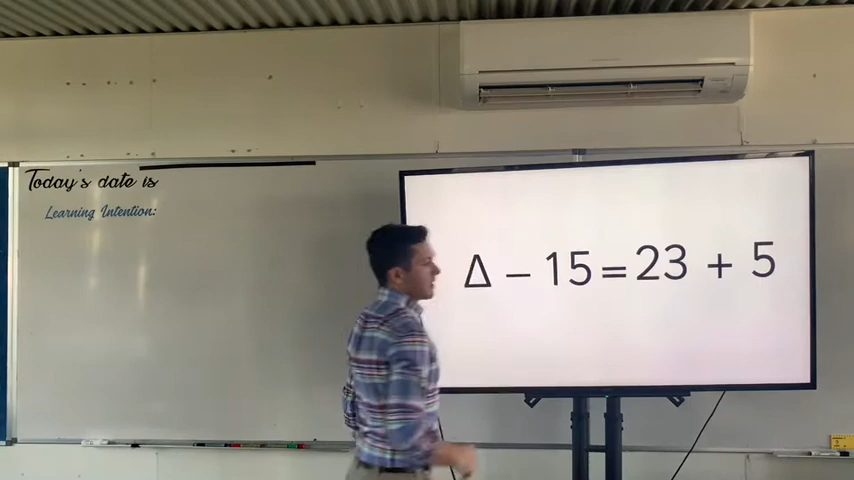 Today's date is
Learning Intention:
Δ − 15 = 23 + 5